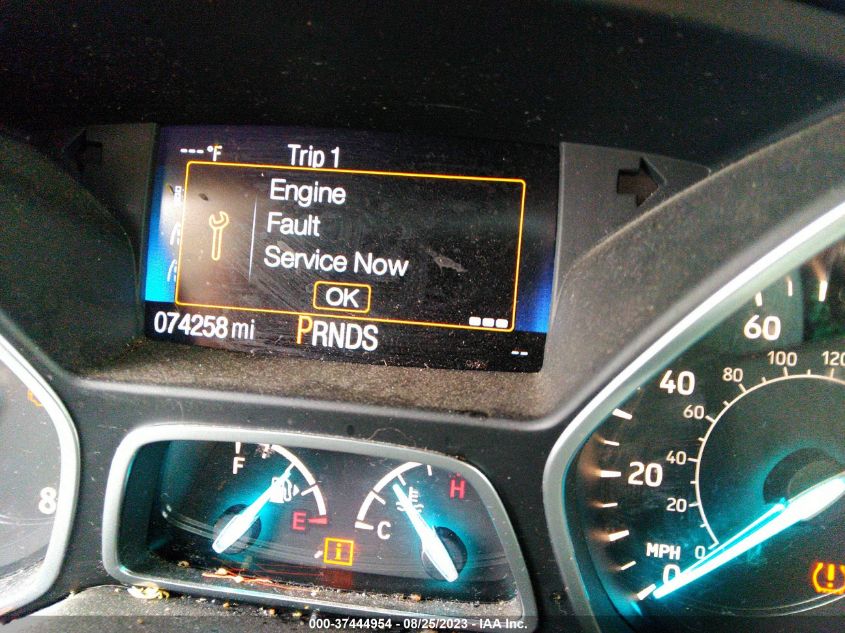 ---°F Trip 1
Engine
Fault
Service Now
OK
074258 mi PRNDS --
8
F
E
i
C
H
60
40
20
0
MPH
120
100
80
60
40
20
0
000-37444954 - 08/25/2023 - IAA Inc.